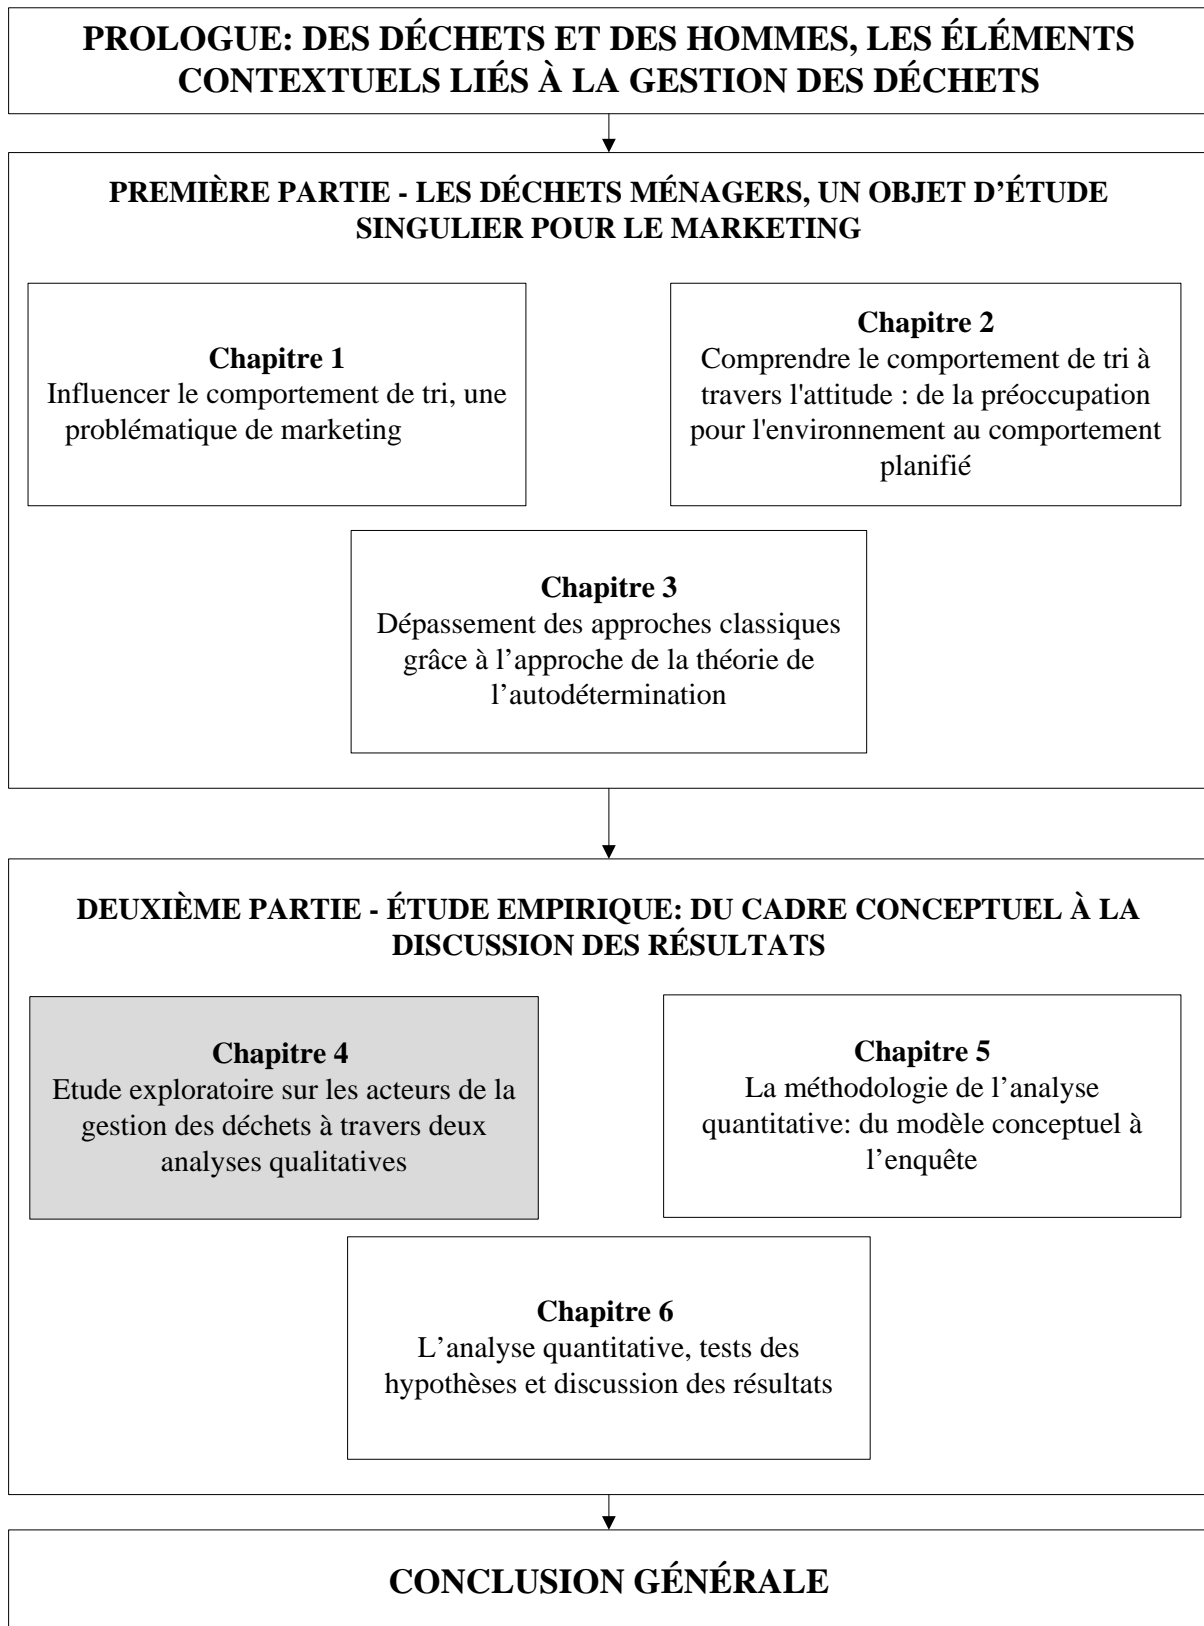 PROLOGUE: DES DÉCHETS ET DES HOMMES, LES ÉLÉMENTS
CONTEXTUELS LIÉS À LA GESTION DES DÉCHETS
PREMIÈRE PARTIE - LES DÉCHETS MÉNAGERS, UN OBJET D’ÉTUDE
SINGULIER POUR LE MARKETING
Chapitre 1
Influencer le comportement de tri, une
problématique de marketing
Chapitre 2
Comprendre le comportement de tri à
travers l'attitude : de la préoccupation
pour l'environnement au comportement
planifié
Chapitre 3
Dépassement des approches classiques
grâce à l’approche de la théorie de
l’autodétermination
DEUXIÈME PARTIE - ÉTUDE EMPIRIQUE: DU CADRE CONCEPTUEL À LA
DISCUSSION DES RÉSULTATS
Chapitre 4
Etude exploratoire sur les acteurs de la
gestion des déchets à travers deux
analyses qualitatives
Chapitre 5
La méthodologie de l’analyse
quantitative: du modèle conceptuel à
l’enquête
Chapitre 6
L’analyse quantitative, tests des
hypothèses et discussion des résultats
CONCLUSION GÉNÉRALE